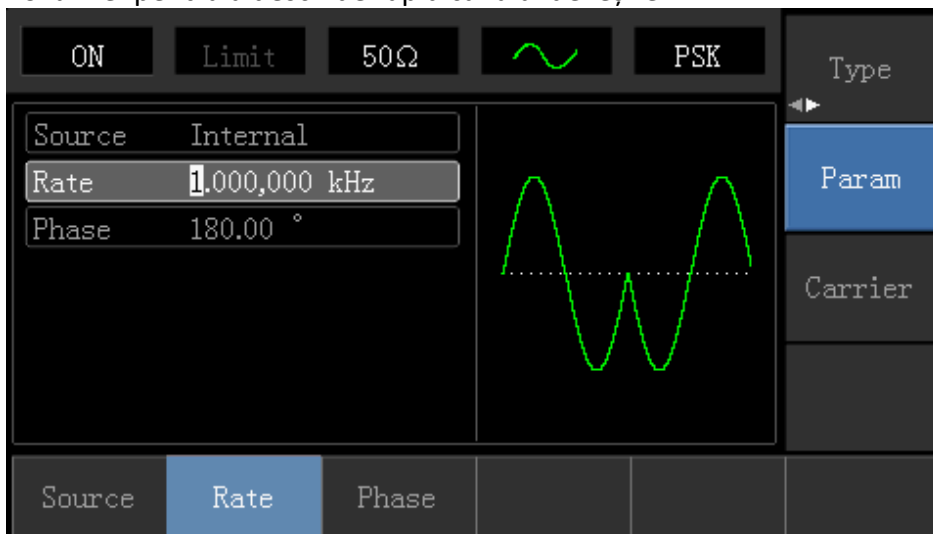 ON Limit 50Ω PSK
Type
Source Internal
Rate 1.000,000 kHz
Phase 180.00 °
Param
Carrier
Source Rate Phase